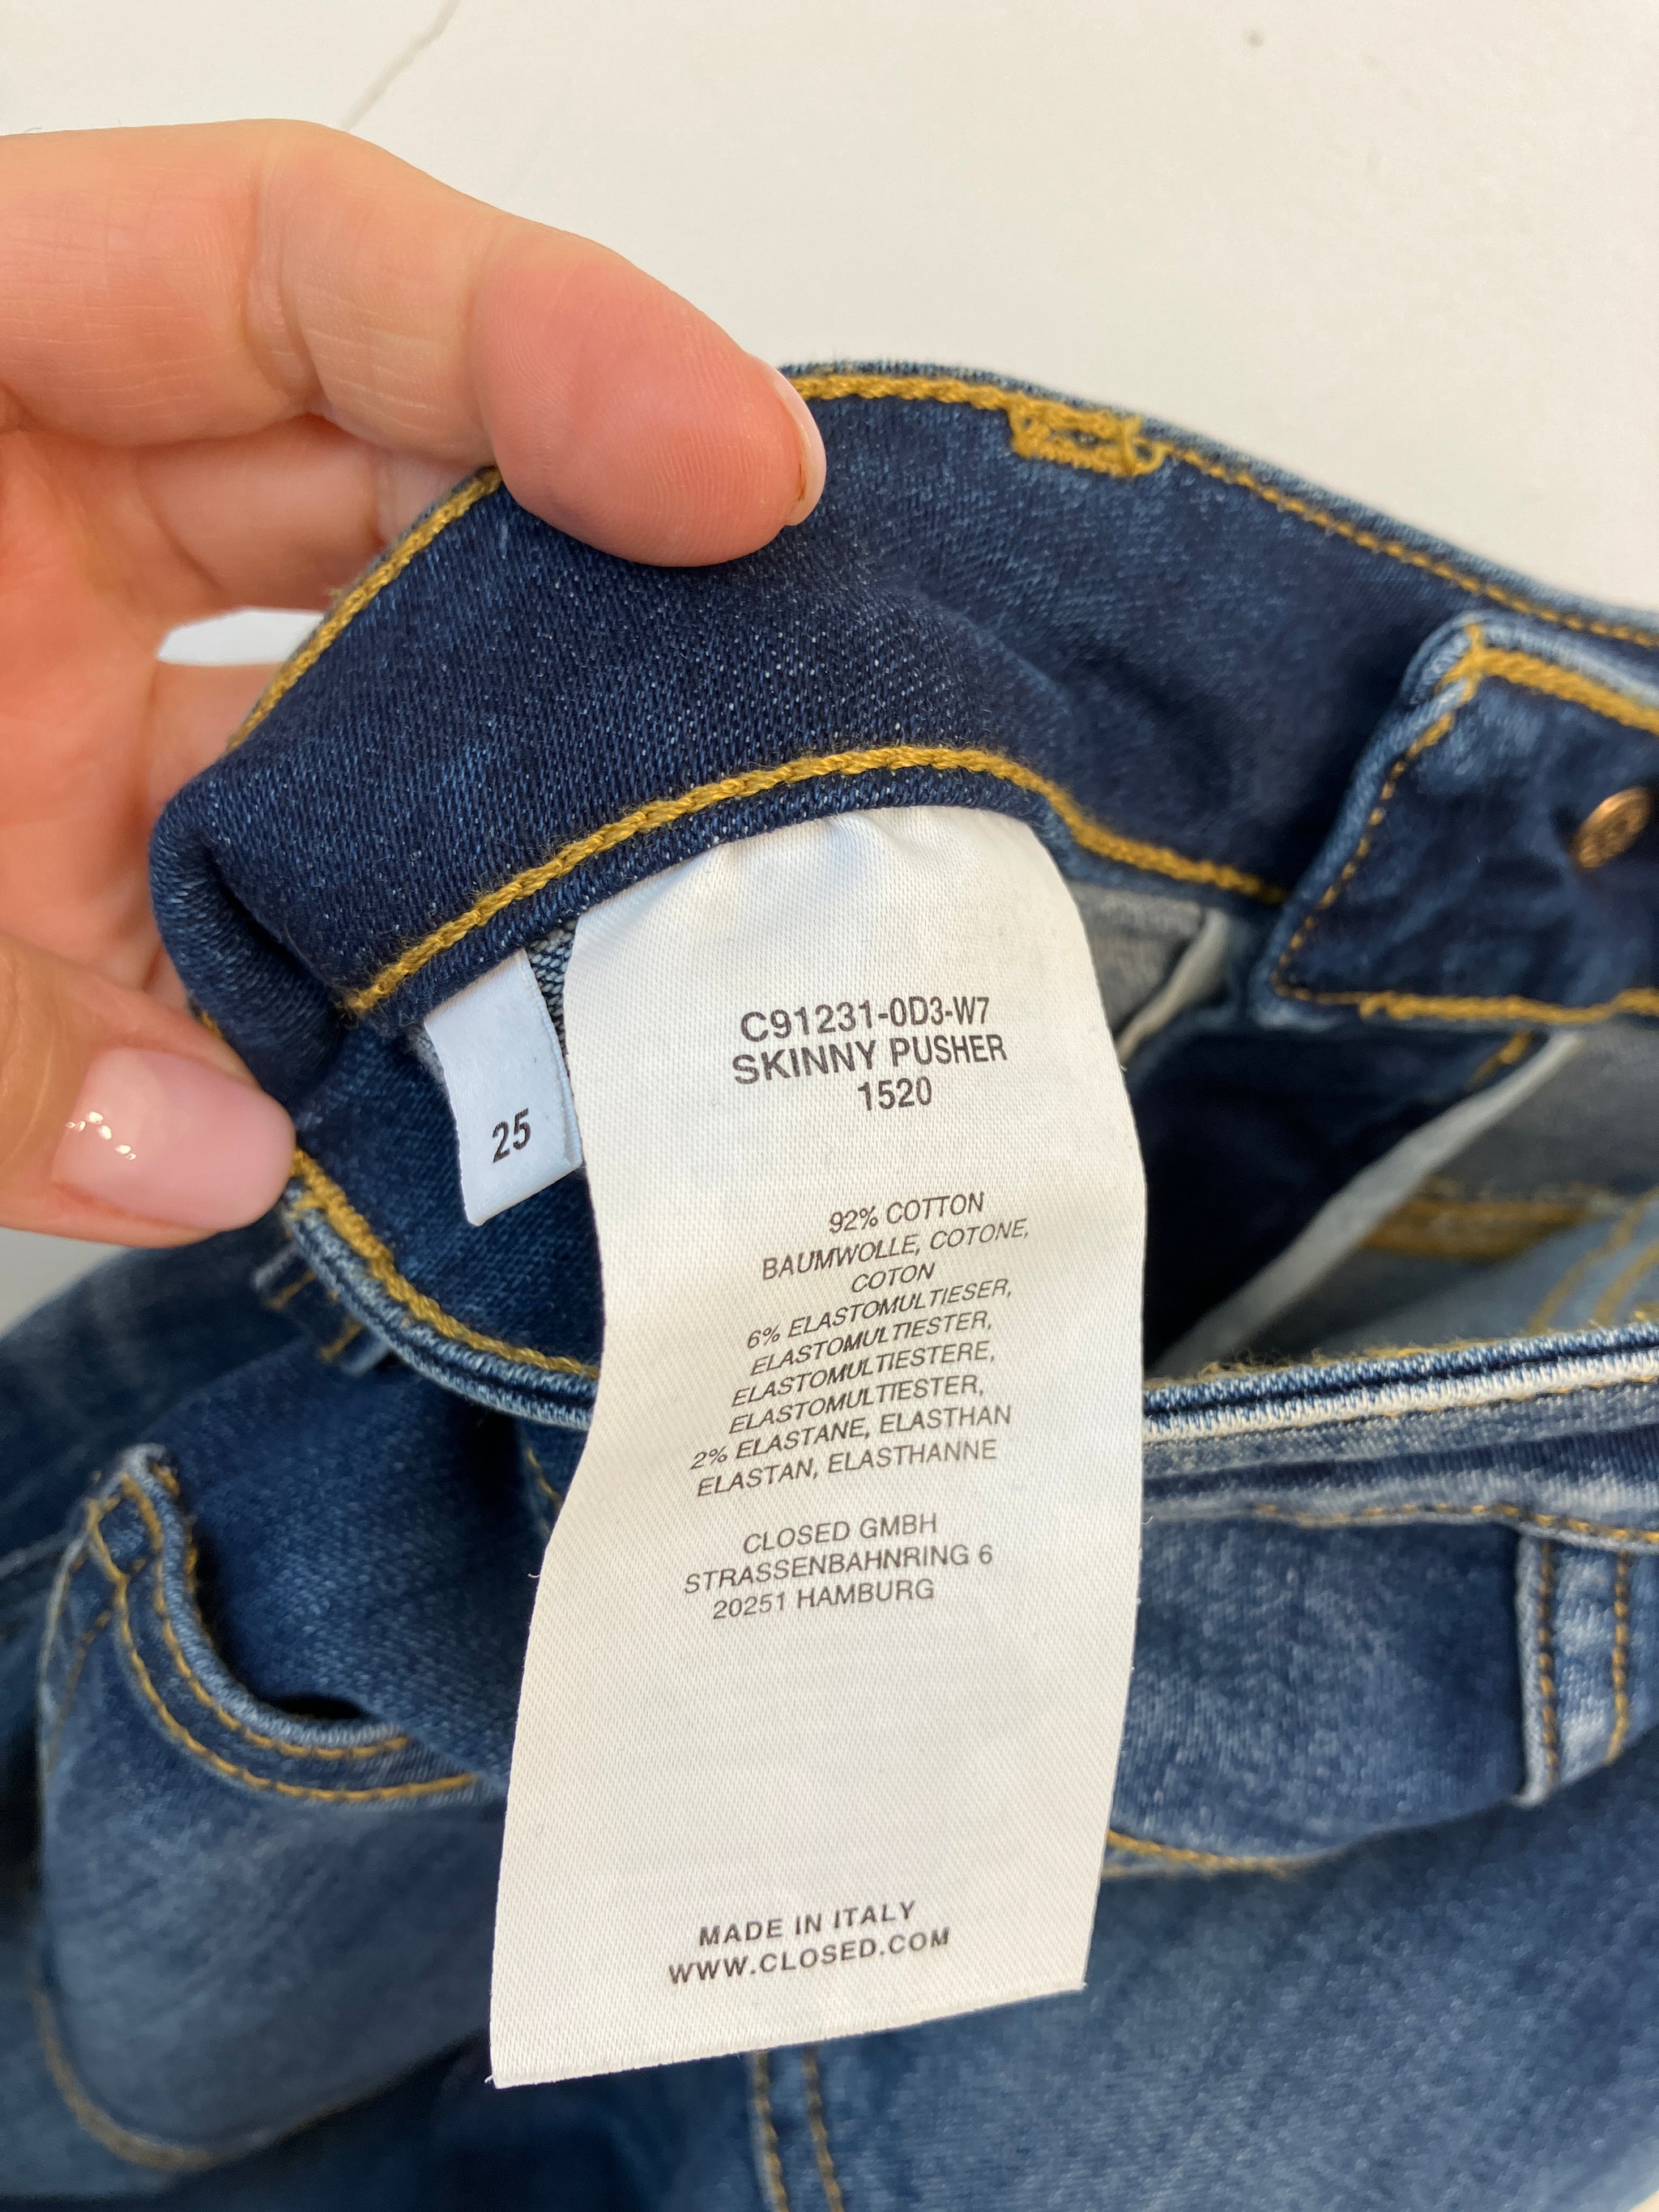 C91231-0D3-W7
SKINNY PUSHER
1520
25
92% COTTON
BAUMWOLLE, COTONE,
COTON
6% ELASTOMULTIESER,
ELASTOMULTIESTER,
ELASTOMULTIESTERE,
ELASTOMULTIESTER,
2% ELASTANE, ELASTHAN
ELASTAN, ELASTHANNE
CLOSED GMBH
STRASSENBAHNRING 6
20251 HAMBURG
MADE IN ITALY
WWW.CLOSED.COM